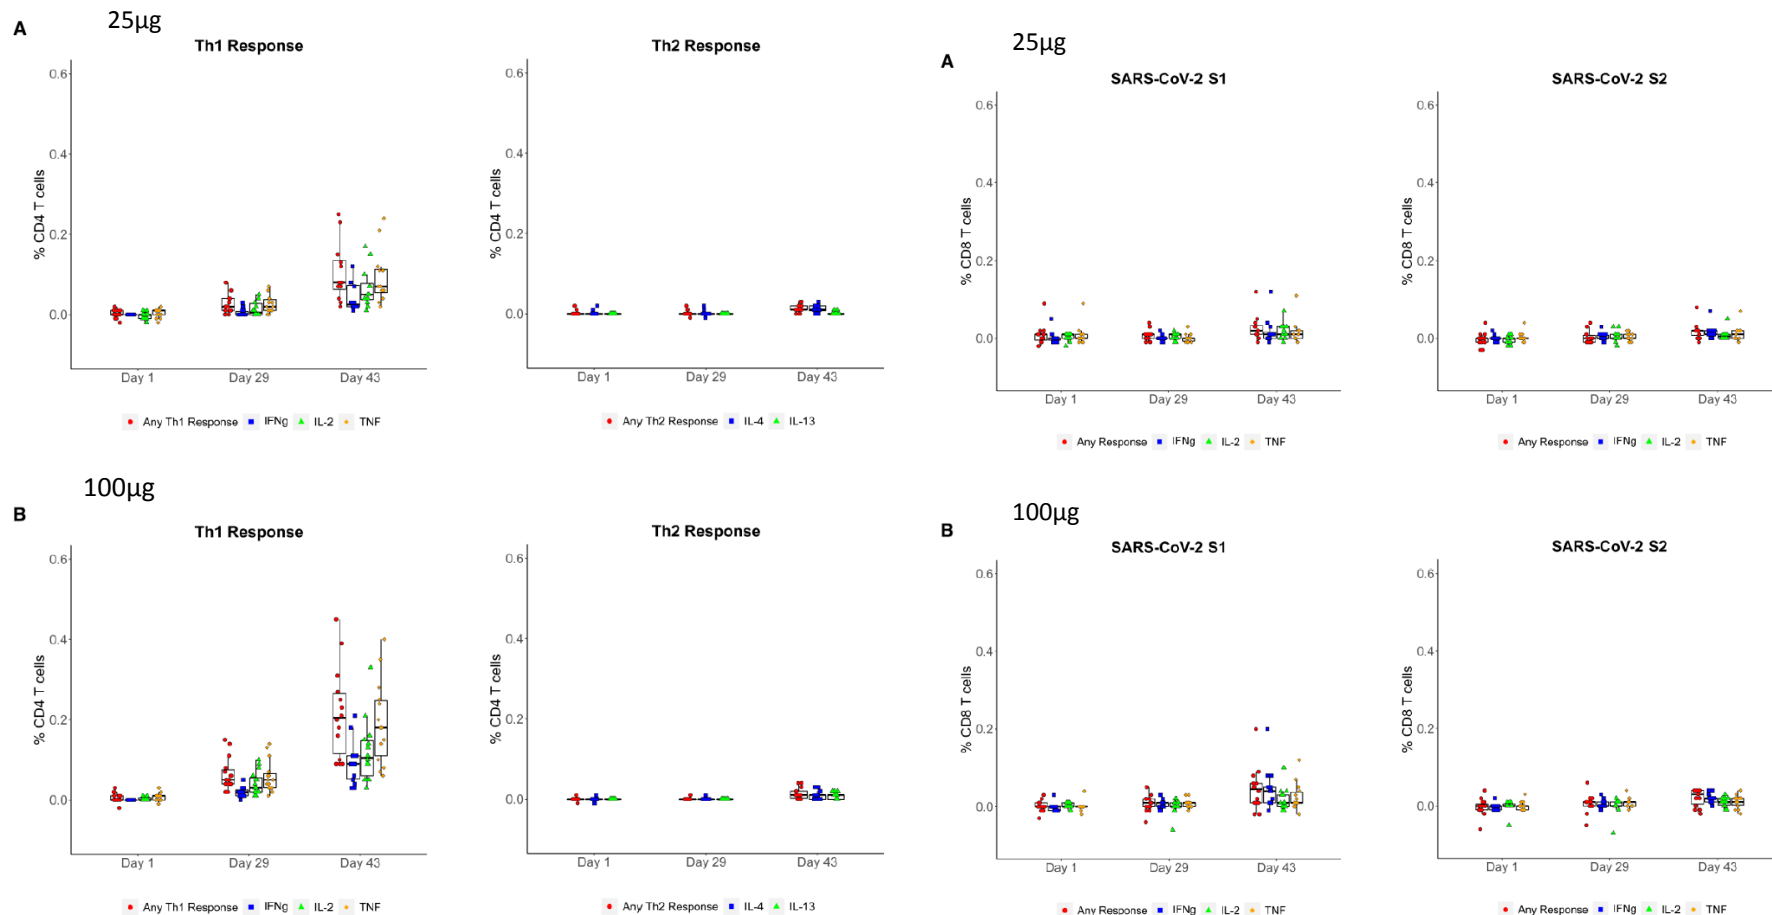 25µg
A
Th1 Response
% CD4 T cells
0.6
0.4
0.2
0.0
Day 1 Day 29 Day 43
Any Th1 Response IFNg IL-2 TNF
Th2 Response
% CD4 T cells
0.6
0.4
0.2
0.0
Day 1 Day 29 Day 43
Any Th2 Response IL-4 IL-13
100µg
B
Th1 Response
% CD4 T cells
0.6
0.4
0.2
0.0
Day 1 Day 29 Day 43
Any Th1 Response IFNg IL-2 TNF
Th2 Response
% CD4 T cells
0.6
0.4
0.2
0.0
Day 1 Day 29 Day 43
Any Th2 Response IL-4 IL-13
25µg
A
SARS-CoV-2 S1
% CD8 T cells
0.6
0.4
0.2
0.0
Day 1 Day 29 Day 43
Any Response IFNg IL-2 TNF
SARS-CoV-2 S2
% CD8 T cells
0.6
0.4
0.2
0.0
Day 1 Day 29 Day 43
Any Response IFNg IL-2 TNF
100µg
B
SARS-CoV-2 S1
% CD8 T cells
0.6
0.4
0.2
0.0
Day 1 Day 29 Day 43
Any Response IFNg IL-2 TNF
SARS-CoV-2 S2
% CD8 T cells
0.6
0.4
0.2
0.0
Day 1 Day 29 Day 43
Any Response IFNg IL-2 TNF